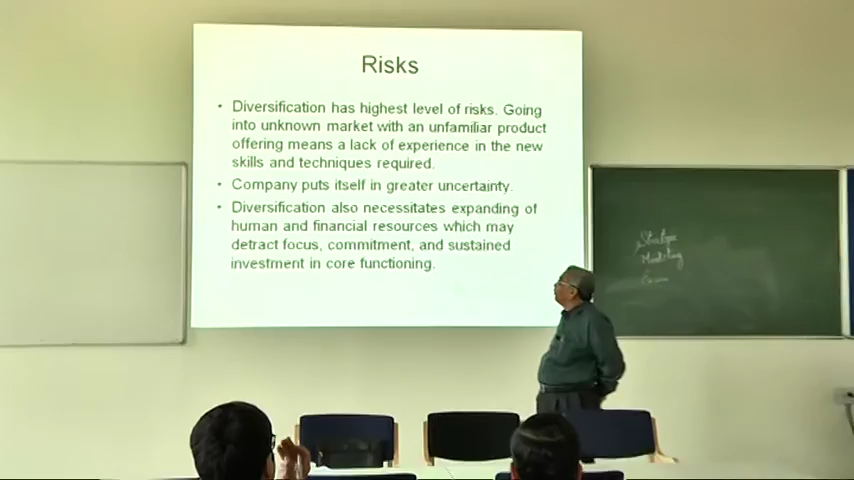 Risks
• Diversification has highest level of risks. Going
into unknown market with an unfamiliar product
offering means a lack of experience in the new
skills and techniques required.
• Company puts itself in greater uncertainty.
• Diversification also necessitates expanding of
human and financial resources which may
detract focus, commitment, and sustained
investment in core functioning.